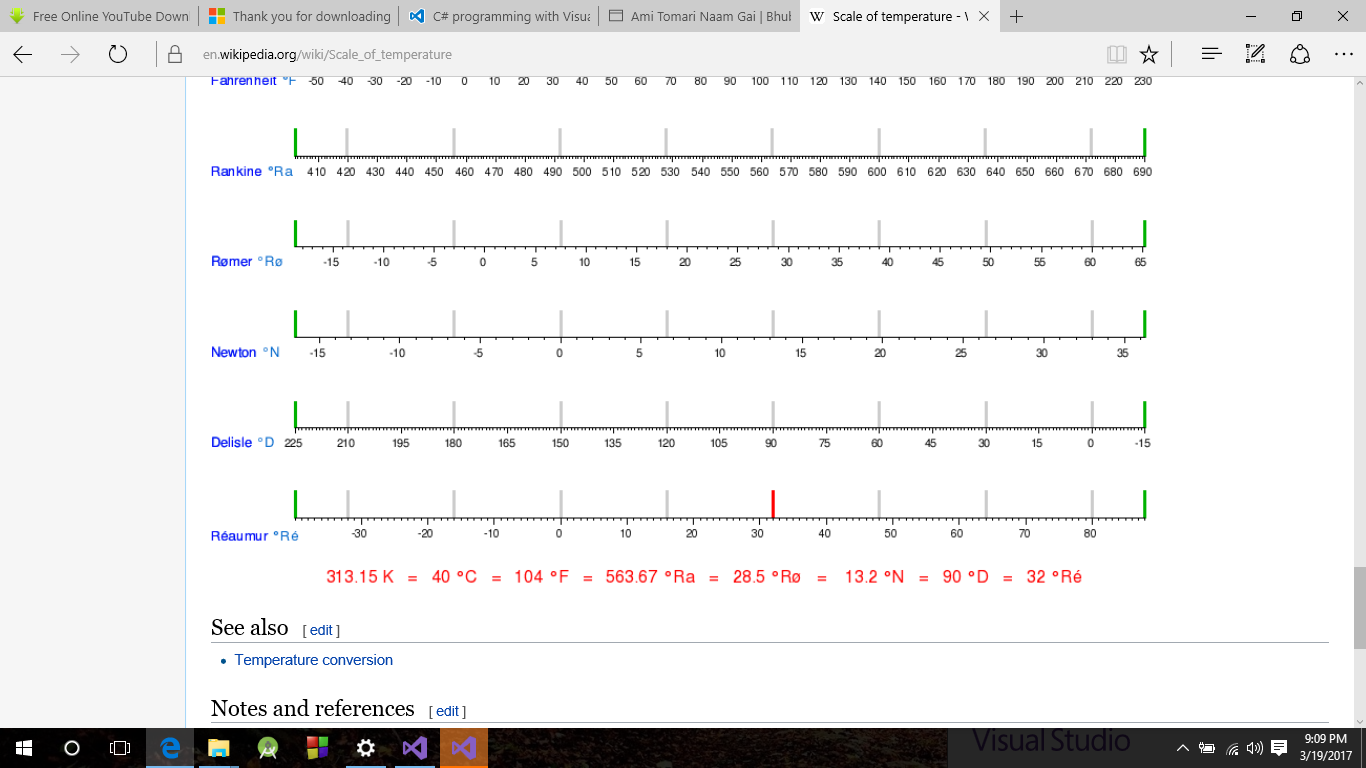 Free Online YouTube Down
Thank you for downloading
C# programming with Visua
Ami Tomari Naam Gai | Bhub
Scale of temperature - W
en.wikipedia.org/wiki/Scale_of_temperature
Fahrenheit °F -50 -40 -30 -20 -10 0 10 20 30 40 50 60 70 80 90 100 110 120 130 140 150 160 170 180 190 200 210 220 230
Rankine °Ra 410 420 430 440 450 460 470 480 490 500 510 520 530 540 550 560 570 580 590 600 610 620 630 640 650 660 670 680 690
Rømer °Rø -15 -10 -5 0 5 10 15 20 25 30 35 40 45 50 55 60 65
Newton °N -15 -10 -5 0 5 10 15 20 25 30 35
Delisle °D 225 210 195 180 165 150 135 120 105 90 75 60 45 30 15 0 -15
Réaumur °Ré -30 -20 -10 0 10 20 30 40 50 60 70 80
313.15 K = 40 °C = 104 °F = 563.67 °Ra = 28.5 °Rø = 13.2 °N = 90 °D = 32 °Ré
See also [ edit ]
• Temperature conversion
Notes and references [ edit ]
Visual Studio
9:09 PM
3/19/2017